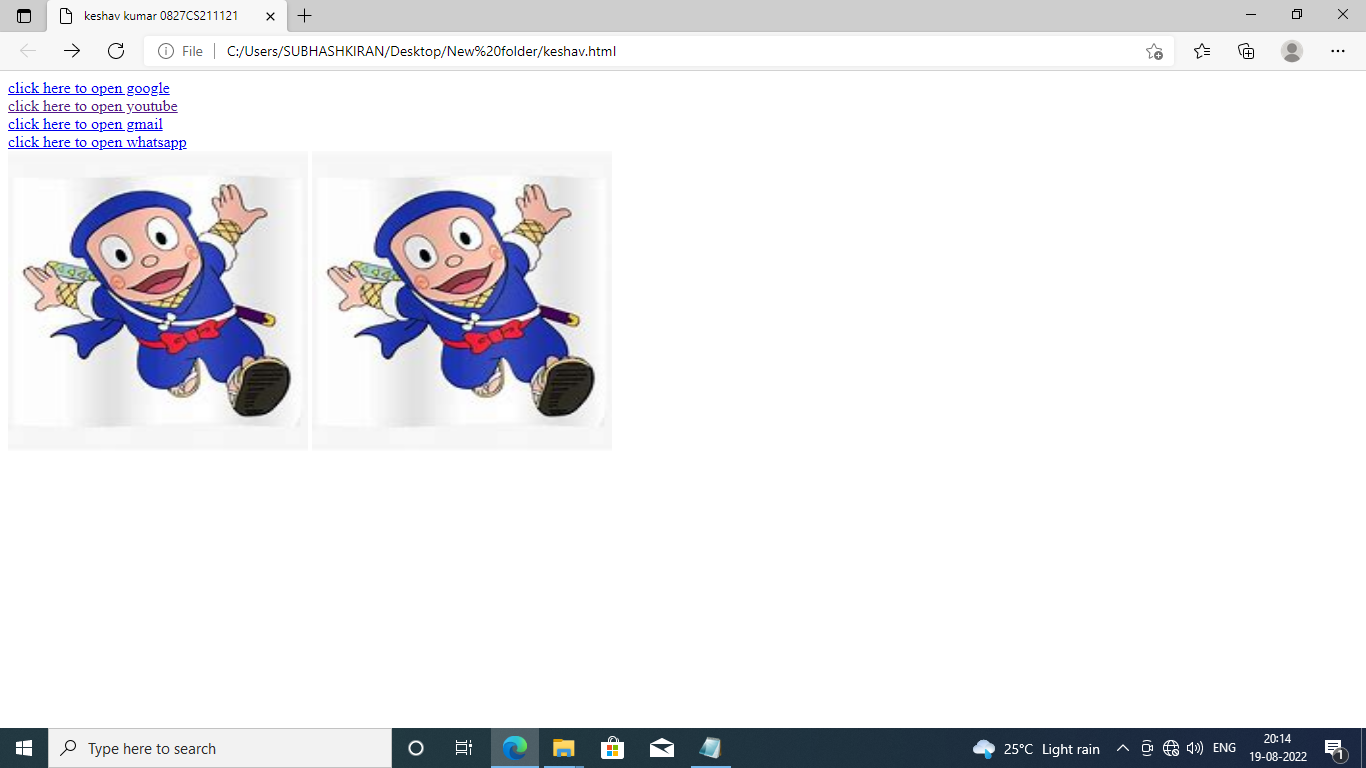 keshav kumar 0827CS211121
File
C:/Users/SUBHASHKIRAN/Desktop/New%20folder/keshav.html
click here to open google
click here to open youtube
click here to open gmail
click here to open whatsapp
Type here to search
25°C Light rain
ENG
20:14
19-08-2022
1